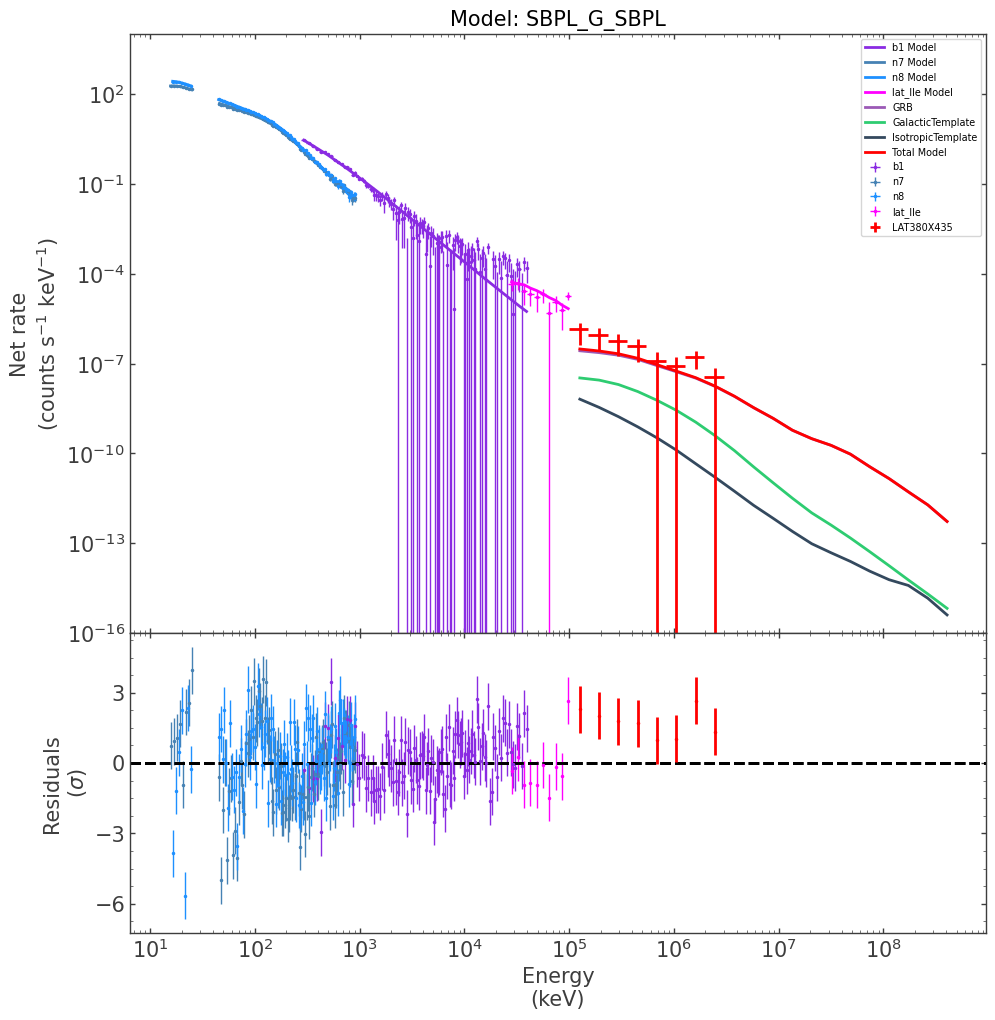 Model: SBPL_G_SBPL
b1 Model
n7 Model
n8 Model
lat_lle Model
GRB
GalacticTemplate
IsotropicTemplate
Total Model
b1
n7
n8
lat_lle
LAT380X435
Net rate
(counts s⁻¹ keV⁻¹)
10²
10⁻¹
10⁻⁴
10⁻⁷
10⁻¹⁰
10⁻¹³
10⁻¹⁶
Residuals
(σ)
3
0
−3
−6
10¹ 10² 10³ 10⁴ 10⁵ 10⁶ 10⁷ 10⁸
Energy
(keV)